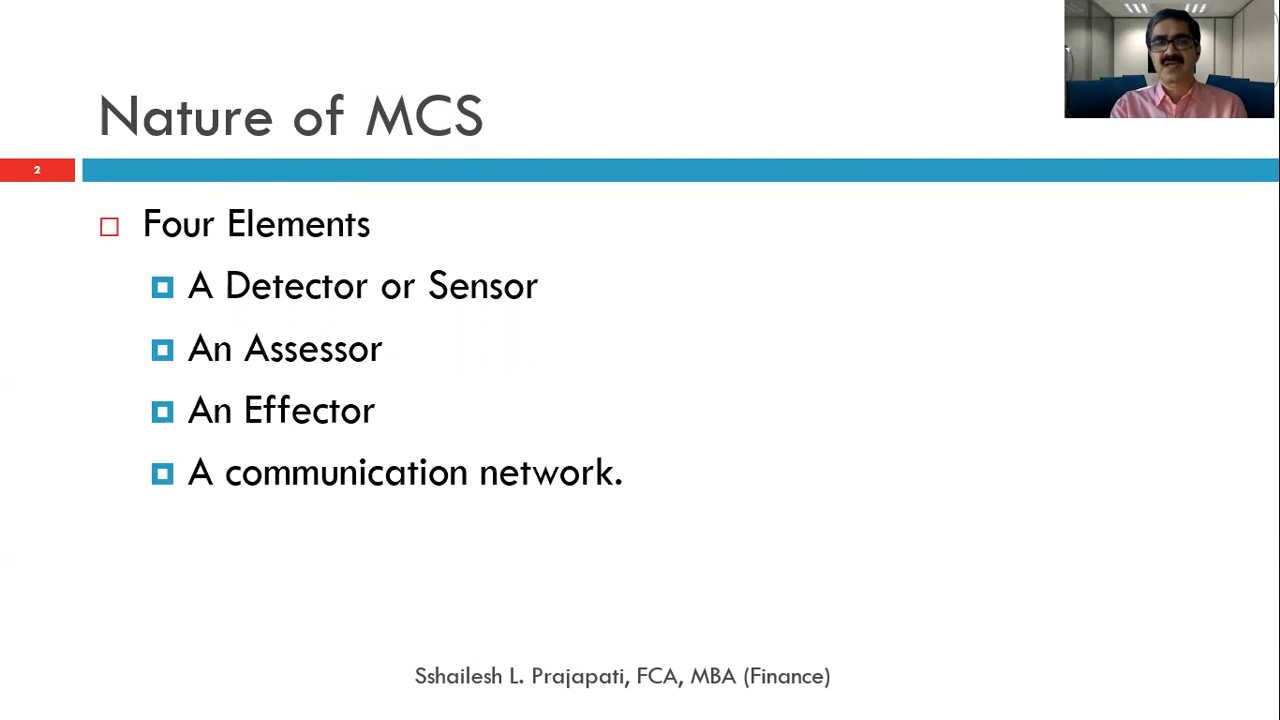 Nature of MCS
2
Four Elements
A Detector or Sensor
An Assessor
An Effector
A communication network.
Sshailesh L. Prajapati, FCA, MBA (Finance)